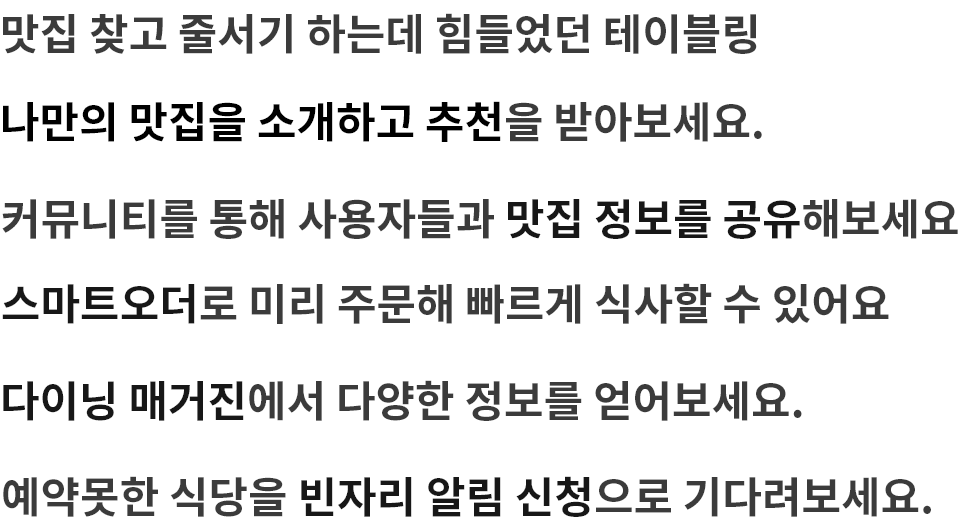 맛집 찾고 줄서기 하는데 힘들었던 테이블링
나만의 맛집을 소개하고 추천을 받아보세요.
커뮤니티를 통해 사용자들과 맛집 정보를 공유해보세요
스마트오더로 미리 주문해 빠르게 식사할 수 있어요
다이닝 매거진에서 다양한 정보를 얻어보세요.
예약못한 식당을 빈자리 알림 신청으로 기다려보세요.